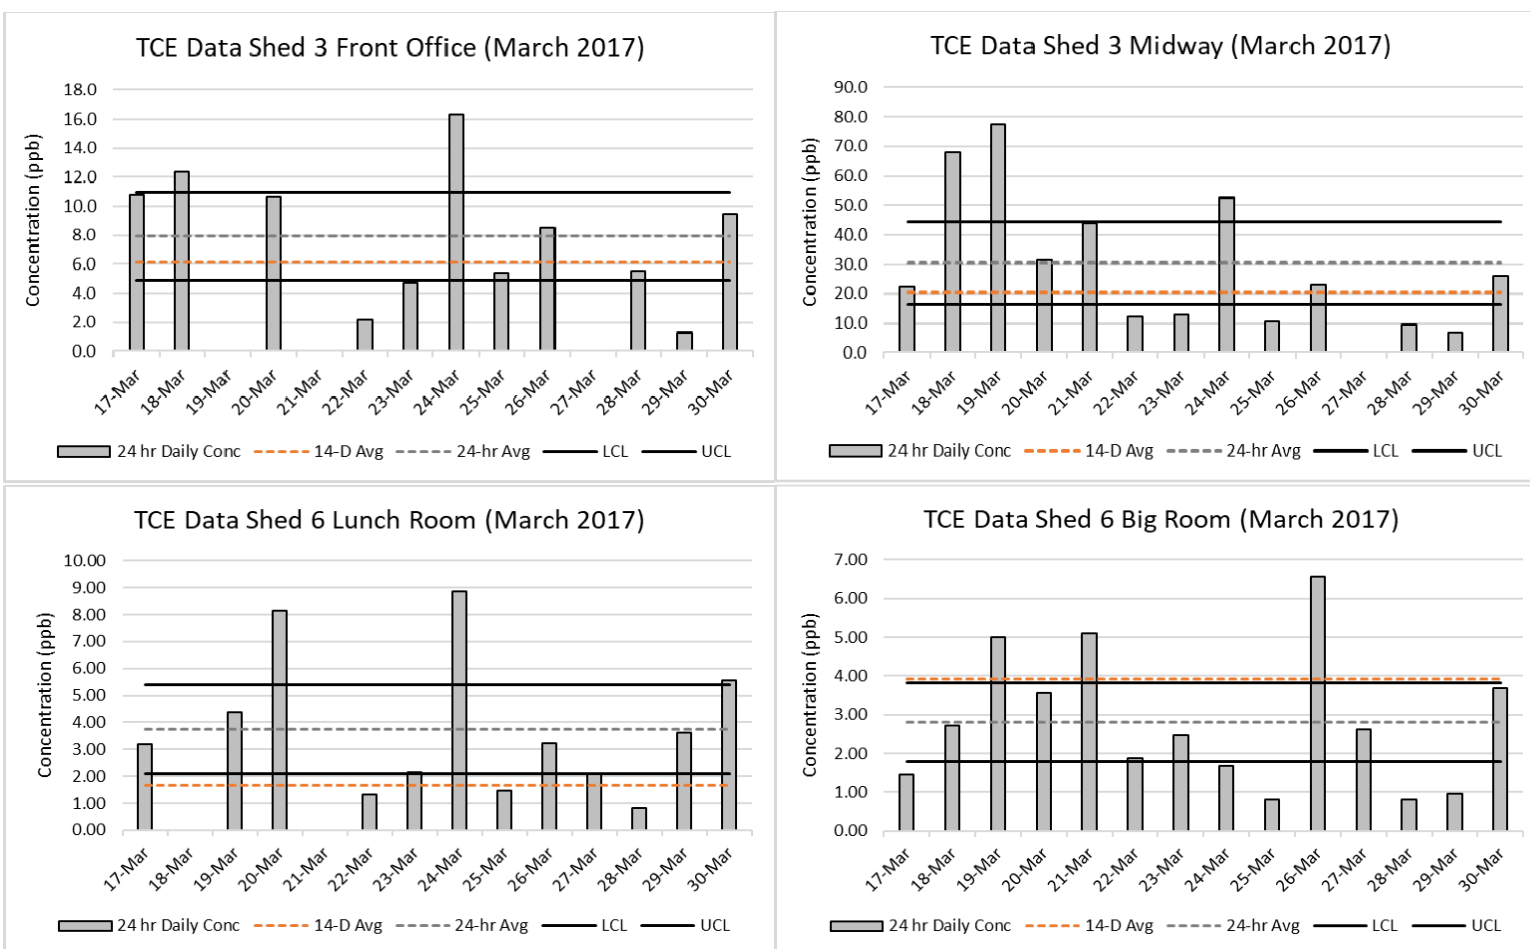 TCE Data Shed 3 Front Office (March 2017)
Concentration (ppb)
18.0
16.0
14.0
12.0
10.0
8.0
6.0
4.0
2.0
0.0
17-Mar 18-Mar 19-Mar 20-Mar 21-Mar 22-Mar 23-Mar 24-Mar 25-Mar 26-Mar 27-Mar 28-Mar 29-Mar 30-Mar
24 hr Daily Conc 14-D Avg 24-hr Avg LCL UCL
TCE Data Shed 3 Midway (March 2017)
Concentration (ppb)
90.0
80.0
70.0
60.0
50.0
40.0
30.0
20.0
10.0
0.0
17-Mar 18-Mar 19-Mar 20-Mar 21-Mar 22-Mar 23-Mar 24-Mar 25-Mar 26-Mar 27-Mar 28-Mar 29-Mar 30-Mar
24 hr Daily Conc 14-D Avg 24-hr Avg LCL UCL
TCE Data Shed 6 Lunch Room (March 2017)
Concentration (ppb)
10.00
9.00
8.00
7.00
6.00
5.00
4.00
3.00
2.00
1.00
0.00
17-Mar 18-Mar 19-Mar 20-Mar 21-Mar 22-Mar 23-Mar 24-Mar 25-Mar 26-Mar 27-Mar 28-Mar 29-Mar 30-Mar
24 hr Daily Conc 14-D Avg 24-hr Avg LCL UCL
TCE Data Shed 6 Big Room (March 2017)
Concentration (ppb)
7.00
6.00
5.00
4.00
3.00
2.00
1.00
0.00
17-Mar 18-Mar 19-Mar 20-Mar 21-Mar 22-Mar 23-Mar 24-Mar 25-Mar 26-Mar 27-Mar 28-Mar 29-Mar 30-Mar
24 hr Daily Conc 14-D Avg 24-hr Avg LCL UCL